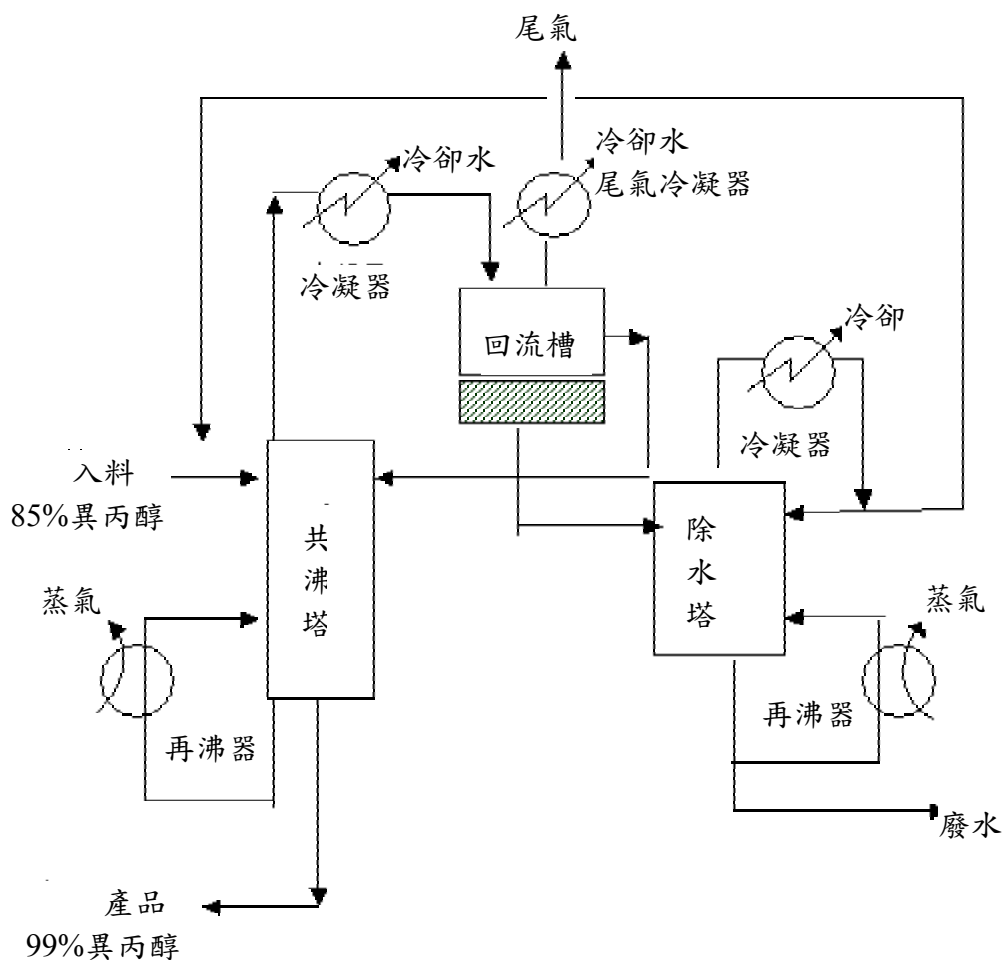 尾氣
冷卻水
冷卻水
尾氣冷凝器
冷凝器
回流槽
冷卻
冷凝器
入料
85%異丙醇
共沸塔
除水塔
蒸氣
再沸器
蒸氣
再沸器
廢水
產品
99%異丙醇